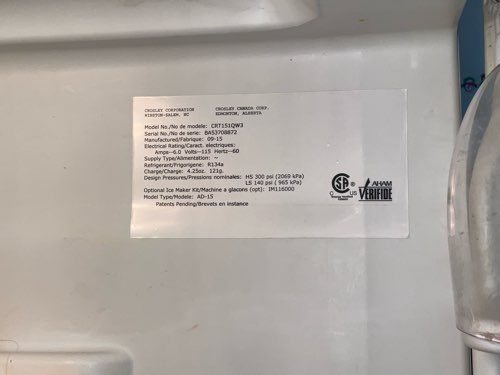 CROSLEY CORPORATION CROSLEY CANADA CORP.
WINSTON-SALEM, NC EDMONTON, ALBERTA
Model No./No de modele: CRT151QW3
Serial No./No de serie: BA53708872
Manufactured/Fabrique: 09-15
Electrical Rating/Caract. electriques:
Amps—6.0 Volts—115 Hertz—60
Supply Type/Alimentation: ~
Refrigerant/Frigorigene: R134a
Charge/Charge: 4.25oz. 121g.
Design Pressures/Pressions nominales: HS 300 psi (2069 kPa)
LS 140 psi ( 965 kPa)
Optional Ice Maker Kit/Machine a glacons (opt): IM116000
Model Type/Modele: AD-15
Patents Pending/Brevets en instance
C US
AHAM
VERIFIDE